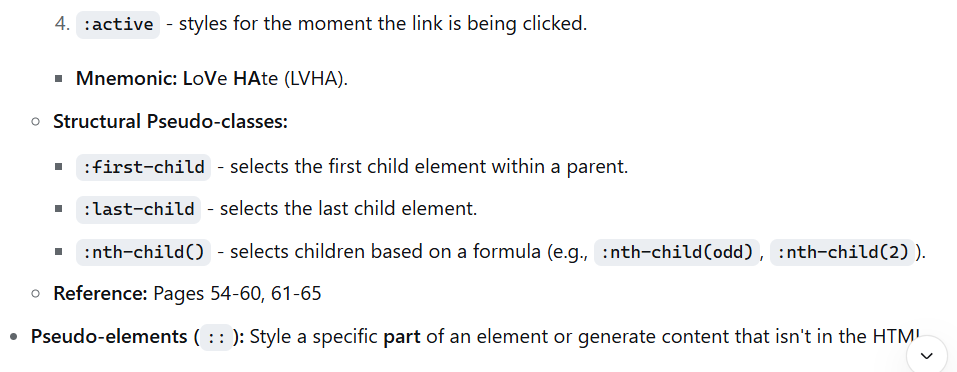 4. :active - styles for the moment the link is being clicked.
▪ Mnemonic: LoVe HAte (LVHA).
○ Structural Pseudo-classes:
▪ :first-child - selects the first child element within a parent.
▪ :last-child - selects the last child element.
▪ :nth-child() - selects children based on a formula (e.g., :nth-child(odd), :nth-child(2)).
○ Reference: Pages 54-60, 61-65
● Pseudo-elements (::): Style a specific part of an element or generate content that isn't in the